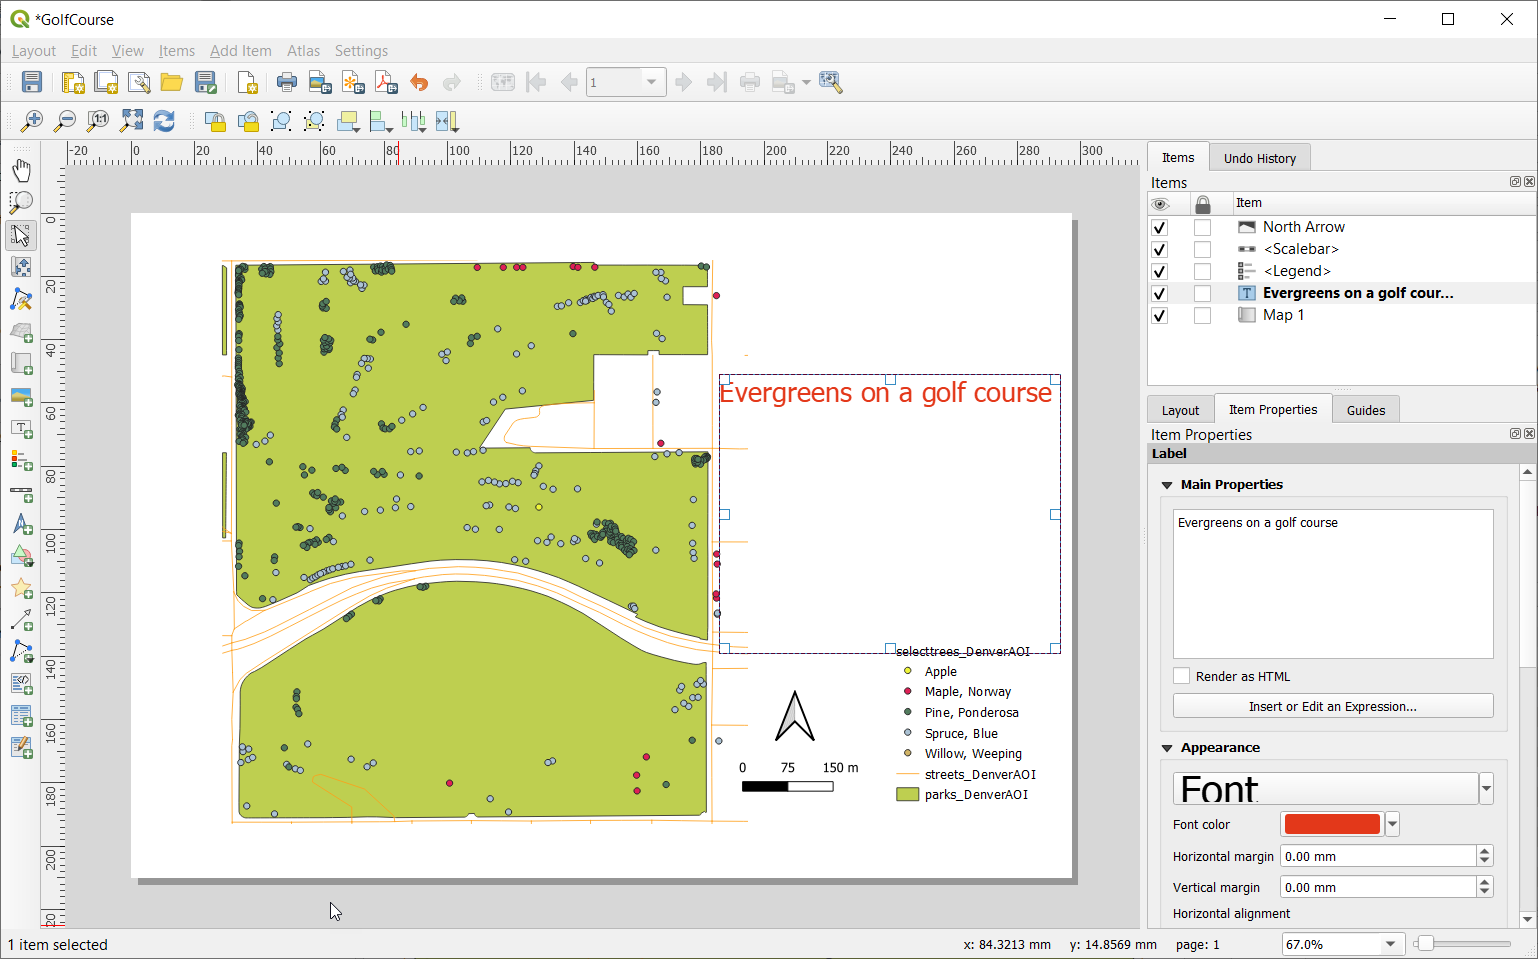 *GolfCourse
Layout Edit View Items Add Item Atlas Settings
1
1:1
-20 0 20 40 60 80 100 120 140 160 180 200 220 240 260 280 300
0
20
40
60
80
100
120
140
160
180
200
220
Evergreens on a golf course
selecttrees_DenverAOI
Apple
Maple, Norway
Pine, Ponderosa
Spruce, Blue
Willow, Weeping
streets_DenverAOI
parks_DenverAOI
0 75 150 m
Items Undo History
Items
Item
North Arrow
<Scalebar>
<Legend>
Evergreens on a golf cour...
Map 1
Layout Item Properties Guides
Item Properties
Label
Main Properties
Evergreens on a golf course
Render as HTML
Insert or Edit an Expression...
Appearance
Font
Font color
Horizontal margin 0.00 mm
Vertical margin 0.00 mm
Horizontal alignment
1 item selected
x: 84.3213 mm y: 14.8569 mm page: 1 67.0%